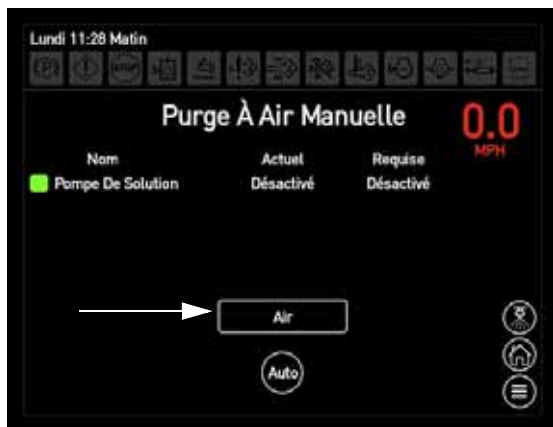 Lundi 11:28 Matin
Purge À Air Manuelle
0.0
MPH
Nom Actuel Requise
Pompe De Solution Désactivé Désactivé
Air
Auto